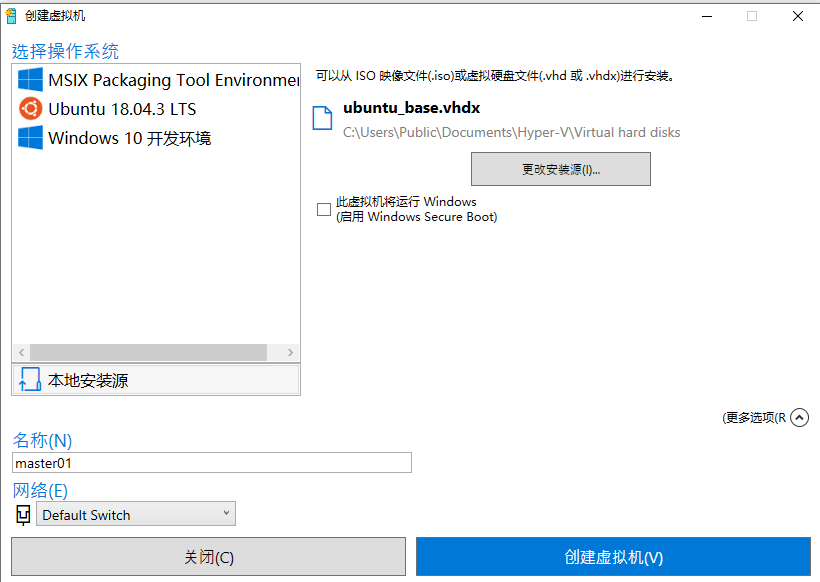 创建虚拟机
选择操作系统
MSIX Packaging Tool Environmer
Ubuntu 18.04.3 LTS
Windows 10 开发环境
本地安装源
可以从 ISO 映像文件(.iso)或虚拟硬盘文件(.vhd 或 .vhdx)进行安装。
ubuntu_base.vhdx
C:\Users\Public\Documents\Hyper-V\Virtual hard disks
更改安装源(I)...
此虚拟机将运行 Windows
(启用 Windows Secure Boot)
(更多选项(R
名称(N)
master01
网络(E)
Default Switch
关闭(C)
创建虚拟机(V)